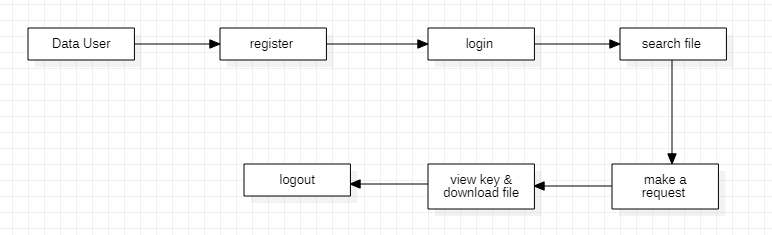 Data User
register
login
search file
make a
request
view key &
download file
logout